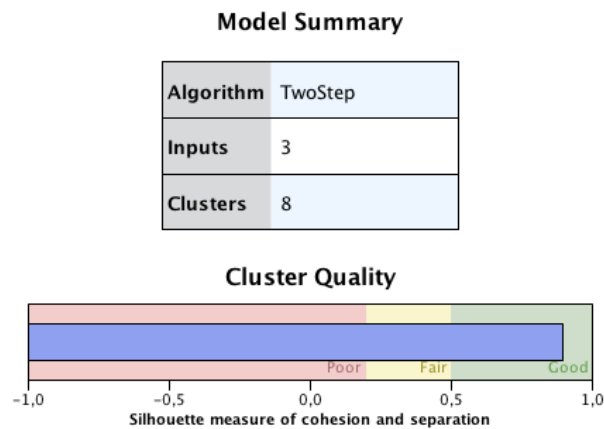 Model Summary
Algorithm TwoStep
Inputs 3
Clusters 8
Cluster Quality
Poor Fair Good
-1,0 -0,5 0,0 0,5 1,0
Silhouette measure of cohesion and separation